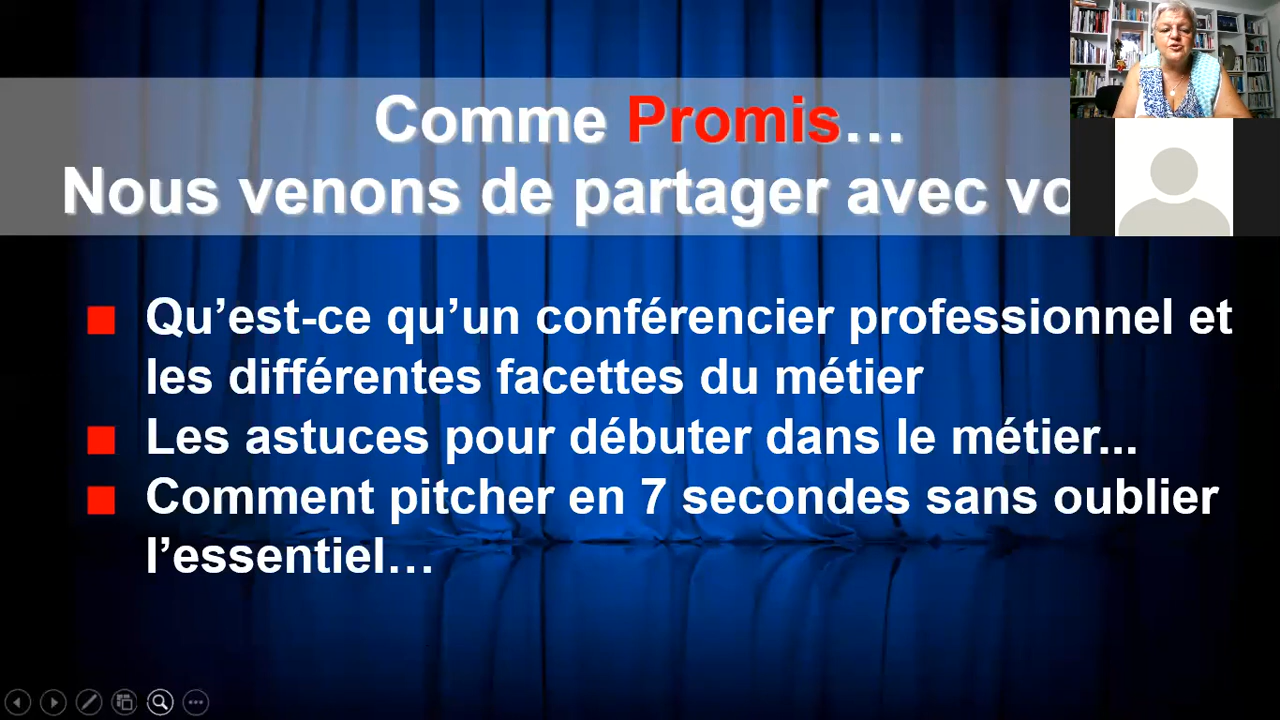 Comme Promis…
Nous venons de partager avec vo
Qu’est-ce qu’un conférencier professionnel et
les différentes facettes du métier
Les astuces pour débuter dans le métier...
Comment pitcher en 7 secondes sans oublier
l’essentiel…